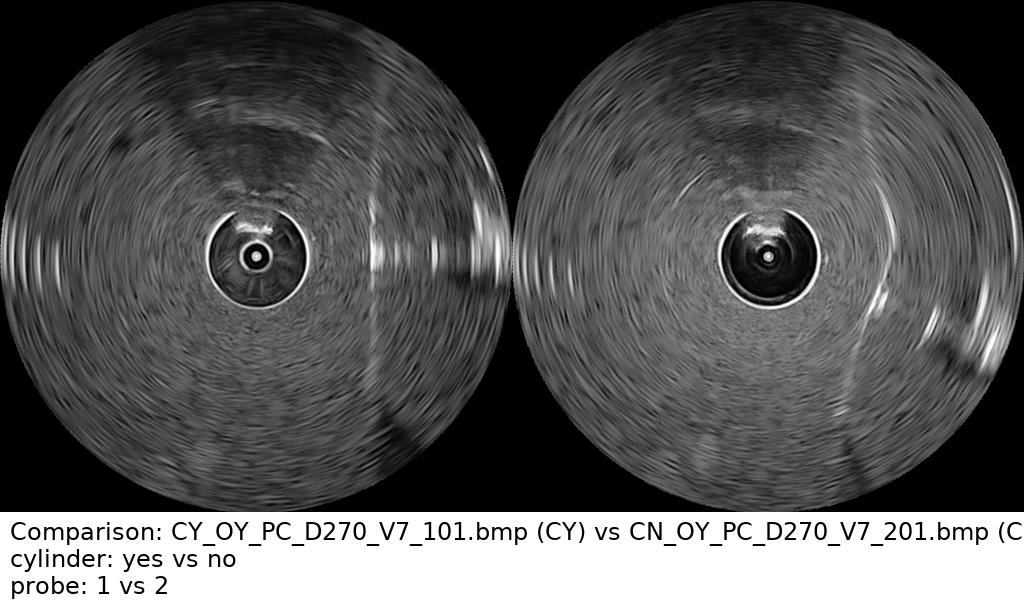 Comparison: CY_OY_PC_D270_V7_101.bmp (CY) vs CN_OY_PC_D270_V7_201.bmp (C
cylinder: yes vs no
probe: 1 vs 2